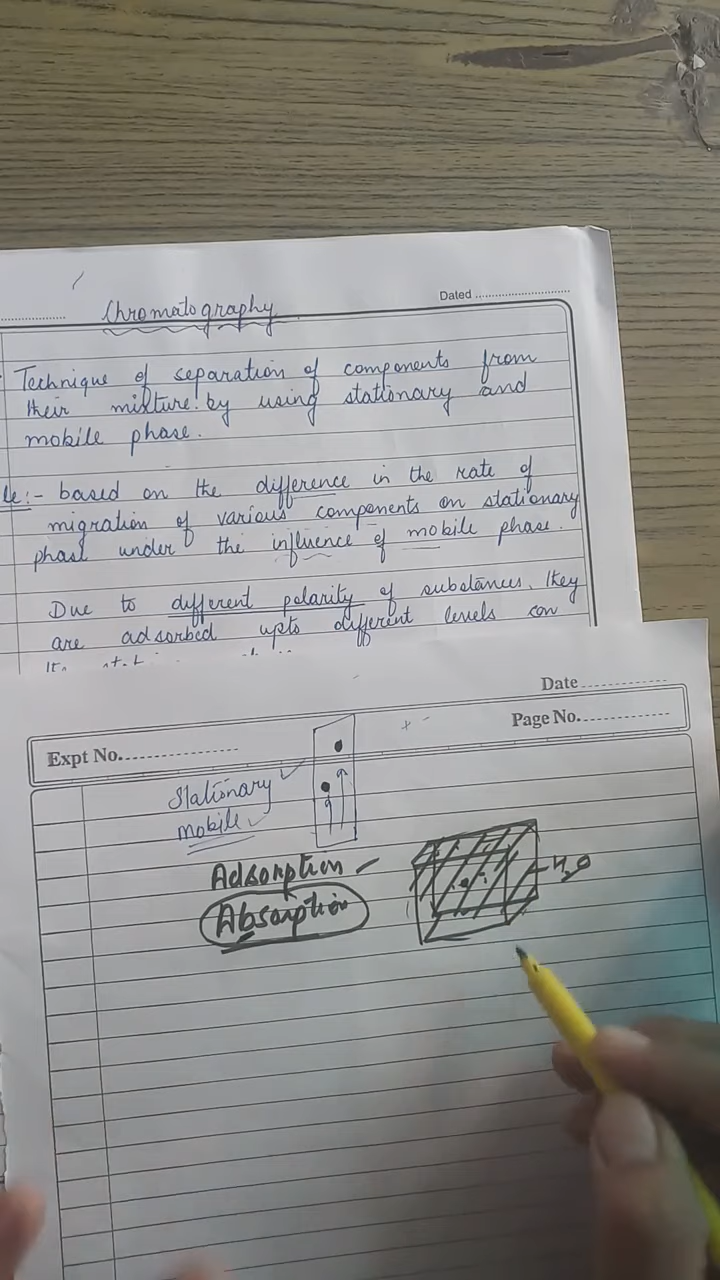 Chromatography
Dated
Technique of separation of components from
their mixture. by using stationary and
mobile phase.
le:- based on the difference in the rate of
migration of various components on stationary
phase under the influence of mobile phase.
Due to different polarity of substances, they
are adsorbed upto different levels on
Date
Expt No.
Page No.
+ -
Stationary
mobile
Adsorption
H2O
Absorption